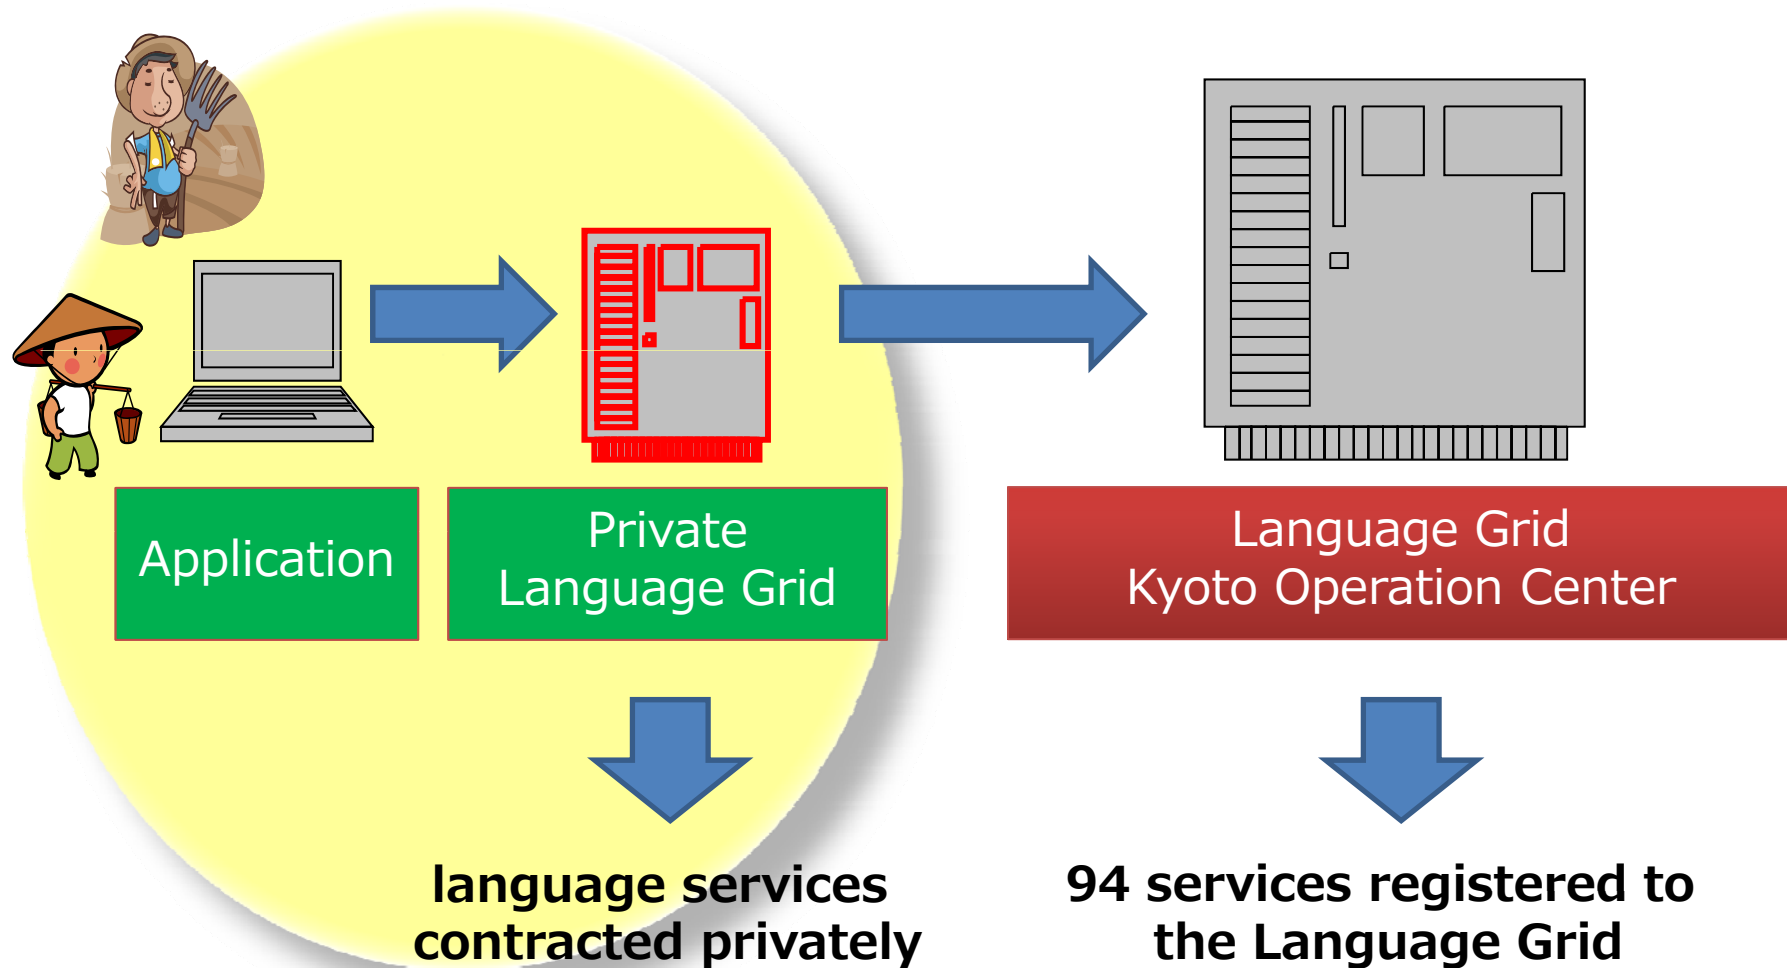 Application
Private
Language Grid
Language Grid
Kyoto Operation Center
language services
contracted privately
94 services registered to
the Language Grid